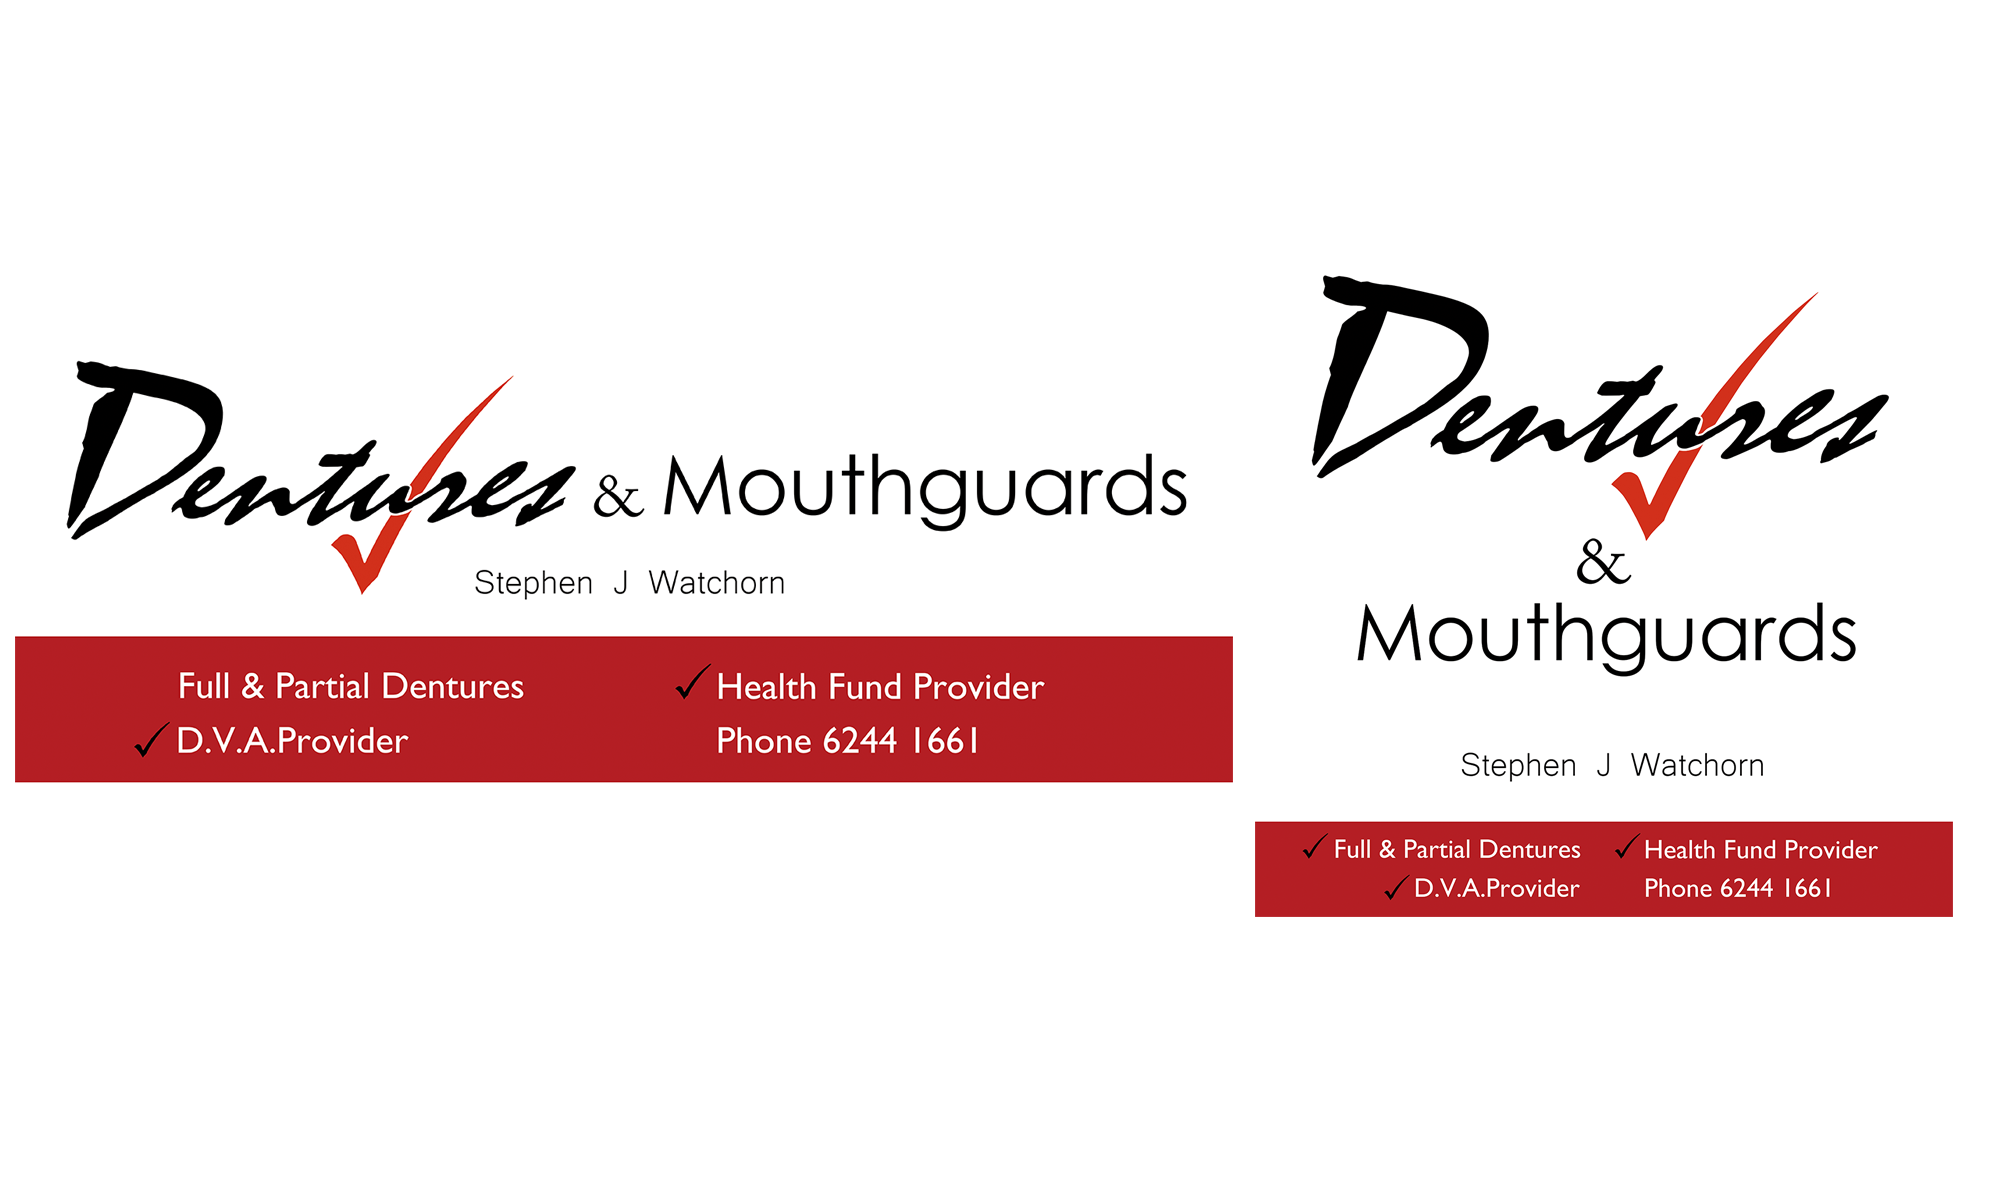 Dentures & Mouthguards
Stephen J Watchorn
Full & Partial Dentures
D.V.A.Provider
Health Fund Provider
Phone 6244 1661
Dentures
&
Mouthguards
Stephen J Watchorn
Full & Partial Dentures
D.V.A.Provider
Health Fund Provider
Phone 6244 1661